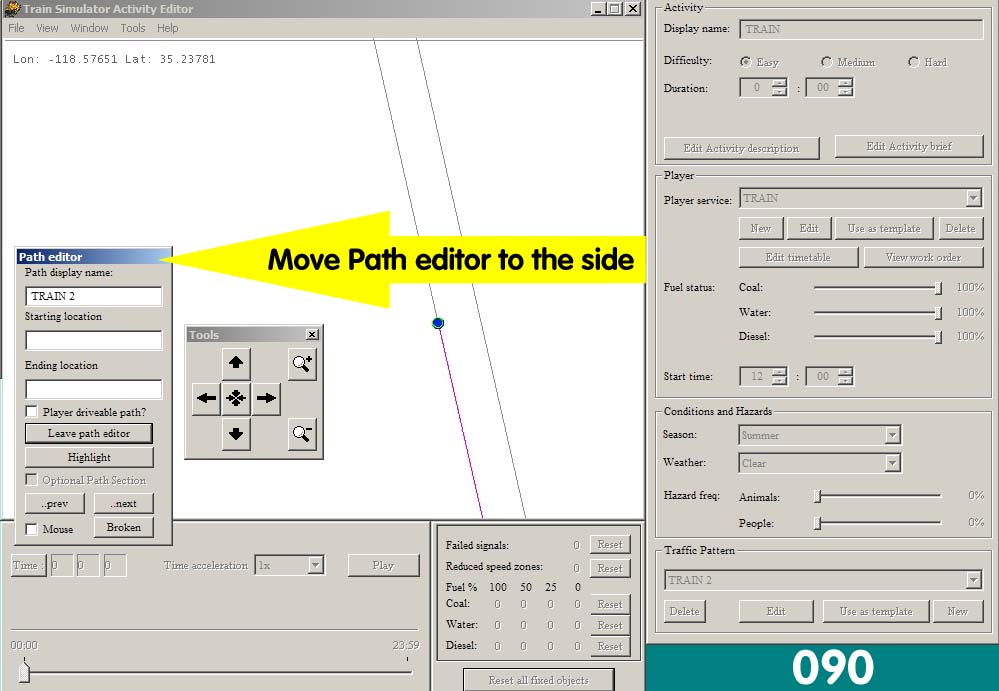 Train Simulator Activity Editor
File View Window Tools Help
Lon: -118.57651 Lat: 35.23781
Move Path editor to the side
Path editor
Path display name:
TRAIN 2
Starting location
Ending location
Player driveable path?
Leave path editor
Highlight
Optional Path Section
..prev ..next
Mouse Broken
Tools
Time : 0 0 0 Time acceleration 1x Play
00:00 23:59
Failed signals: 0 Reset
Reduced speed zones: 0 Reset
Fuel % 100 50 25 0
Coal: 0 0 0 0 Reset
Water: 0 0 0 0 Reset
Diesel: 0 0 0 0 Reset
Reset all fixed objects
Activity
Display name: TRAIN
Difficulty: Easy Medium Hard
Duration: 0 : 00
Edit Activity description Edit Activity brief
Player
Player service: TRAIN
New Edit Use as template Delete
Edit timetable View work order
Fuel status: Coal: 100%
Water: 100%
Diesel: 100%
Start time: 12 : 00
Conditions and Hazards
Season: Summer
Weather: Clear
Hazard freq: Animals: 0%
People: 0%
Traffic Pattern
TRAIN 2
Delete Edit Use as template New
090